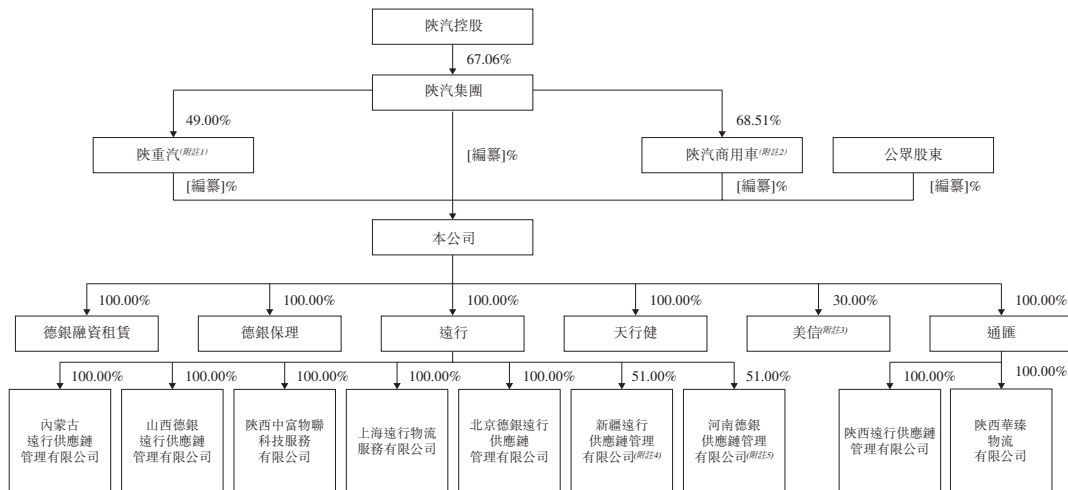 陝汽控股
67.06%
陝汽集團
49.00%
68.51%
陝重汽(附註1)
[編纂]%
陝汽商用車(附註2)
公眾股東
[編纂]%
[編纂]%
[編纂]%
本公司
100.00%
100.00%
100.00%
100.00%
30.00%
100.00%
德銀融資租賃
德銀保理
遠行
天行健
美信(附註3)
通匯
100.00%
100.00%
100.00%
100.00%
100.00%
51.00%
51.00%
100.00%
100.00%
內蒙古
遠行供應鏈
管理有限公司
山西德銀
遠行供應鏈
管理有限公司
陝西中富物聯
科技服務
有限公司
上海遠行物流
服務有限公司
北京德銀遠行
供應鏈
管理有限公司
新疆遠行
供應鏈管理
有限公司(附註4)
河南德銀
供應鏈管理
有限公司(附註5)
陝西遠行供應鏈
管理有限公司
陝西華臻
物流
有限公司